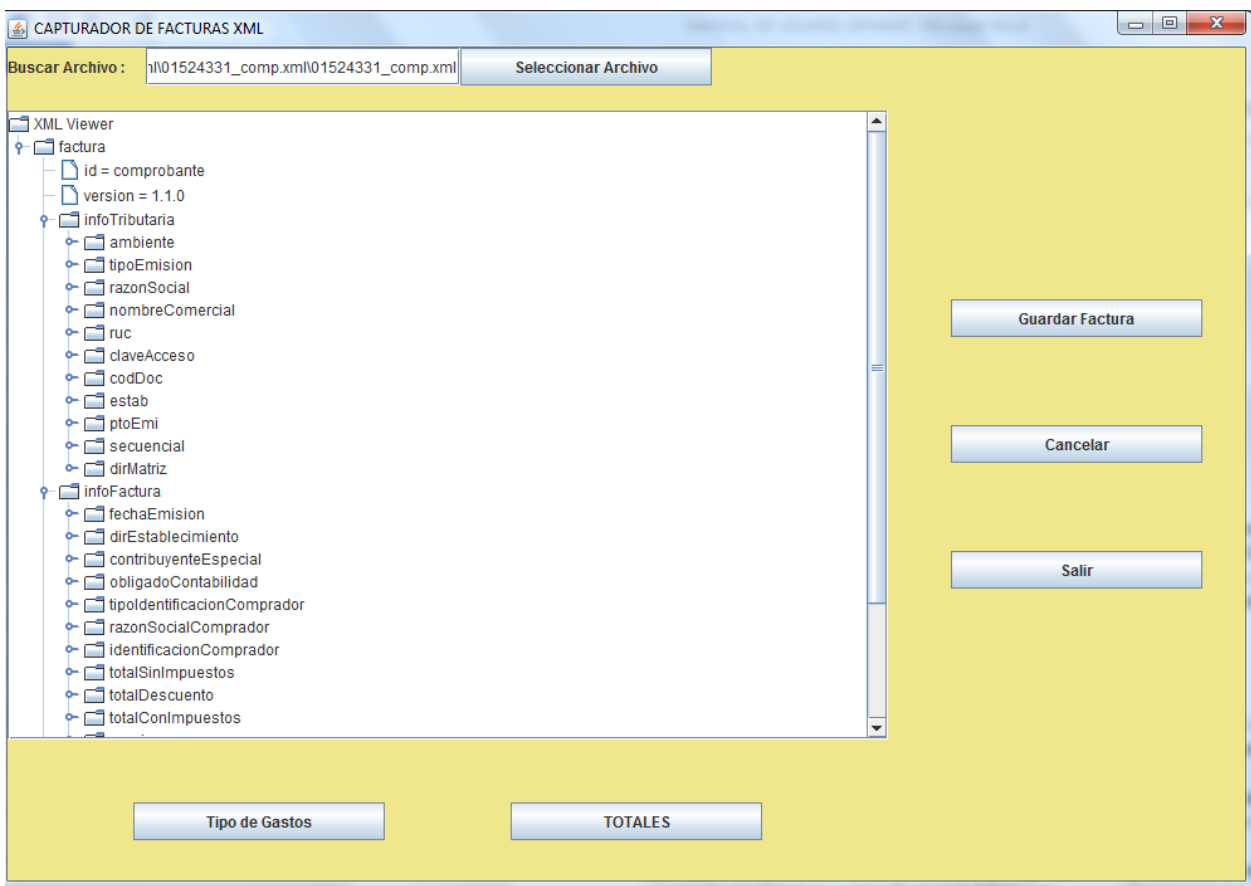 CAPTURADOR DE FACTURAS XML
Buscar Archivo : nl\01524331_comp.xml\01524331_comp.xml Seleccionar Archivo
XML Viewer
factura
id = comprobante
version = 1.1.0
infoTributaria
ambiente
tipoEmision
razonSocial
nombreComercial
ruc
claveAcceso
codDoc
estab
ptoEmi
secuencial
dirMatriz
infoFactura
fechaEmision
dirEstablecimiento
contribuyenteEspecial
obligadoContabilidad
tipoIdentificacionComprador
razonSocialComprador
identificacionComprador
totalSinImpuestos
totalDescuento
totalConImpuestos
Guardar Factura
Cancelar
Salir
Tipo de Gastos
TOTALES